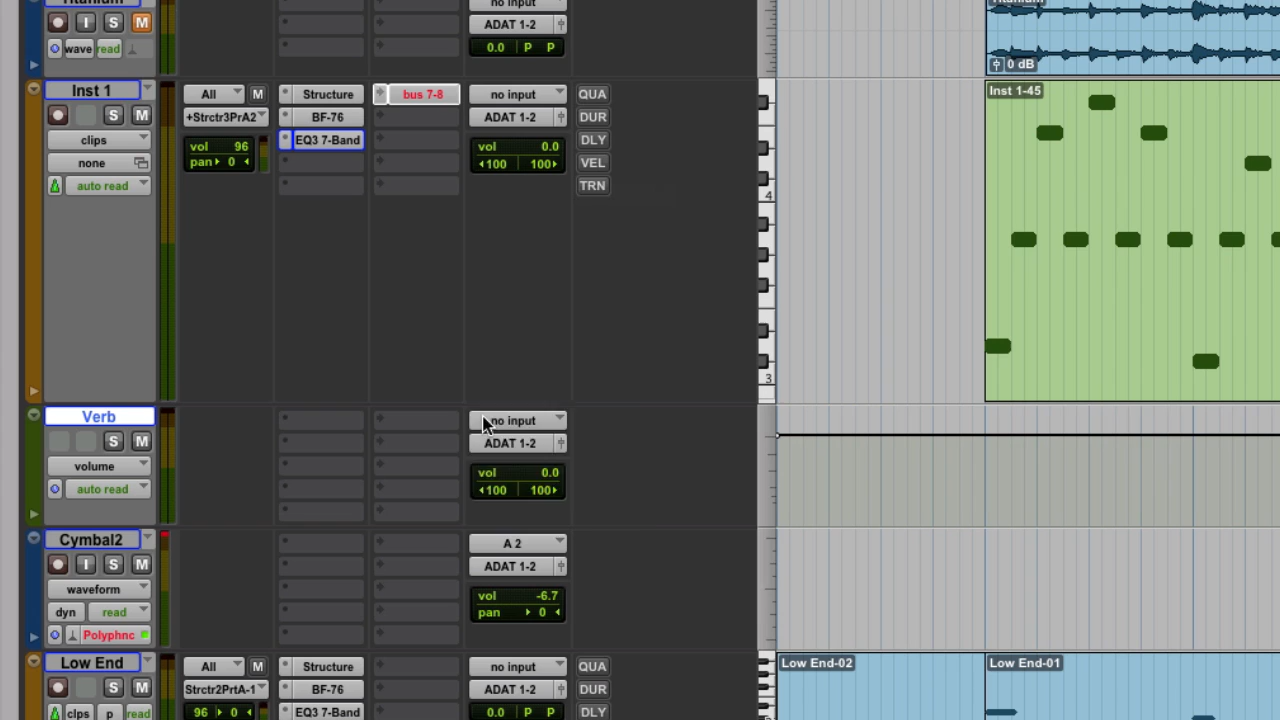 Titanium
no input
Titanium
I S M
ADAT 1-2
wave read
0.0 P P
0 dB
Inst 1
All M
Structure
bus 7-8
no input
QUA
Inst 1-45
S M
+Strctr3PrA2
BF-76
ADAT 1-2
DUR
clips
vol 96
pan 0
EQ3 7-Band
vol 0.0
100 100
DLY
none
VEL
auto read
TRN
4
3
Verb
no input
S M
ADAT 1-2
volume
vol 0.0
auto read
100 100
Cymbal2
A 2
I S M
ADAT 1-2
waveform
vol -6.7
dyn read
pan 0
Polyphnc
Low End
All M
Structure
no input
QUA
Low End-02
Low End-01
S M
Strctr2PrtA-1
BF-76
ADAT 1-2
DUR
clps p read
96 0
EQ3 7-Band
0.0 P P
DLY